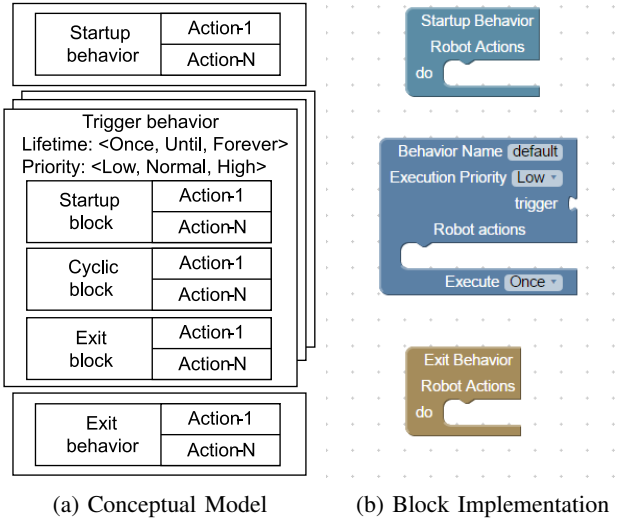 Startup
behavior
Action-1
Action-N
Trigger behavior
Lifetime: <Once, Until, Forever>
Priority: <Low, Normal, High>
Startup
block
Action-1
Action-N
Cyclic
block
Action-1
Action-N
Exit
block
Action-1
Action-N
Exit
behavior
Action-1
Action-N
(a) Conceptual Model
Startup Behavior
Robot Actions
do
Behavior Name default
Execution Priority Low
trigger
Robot actions
Execute Once
Exit Behavior
Robot Actions
do
(b) Block Implementation